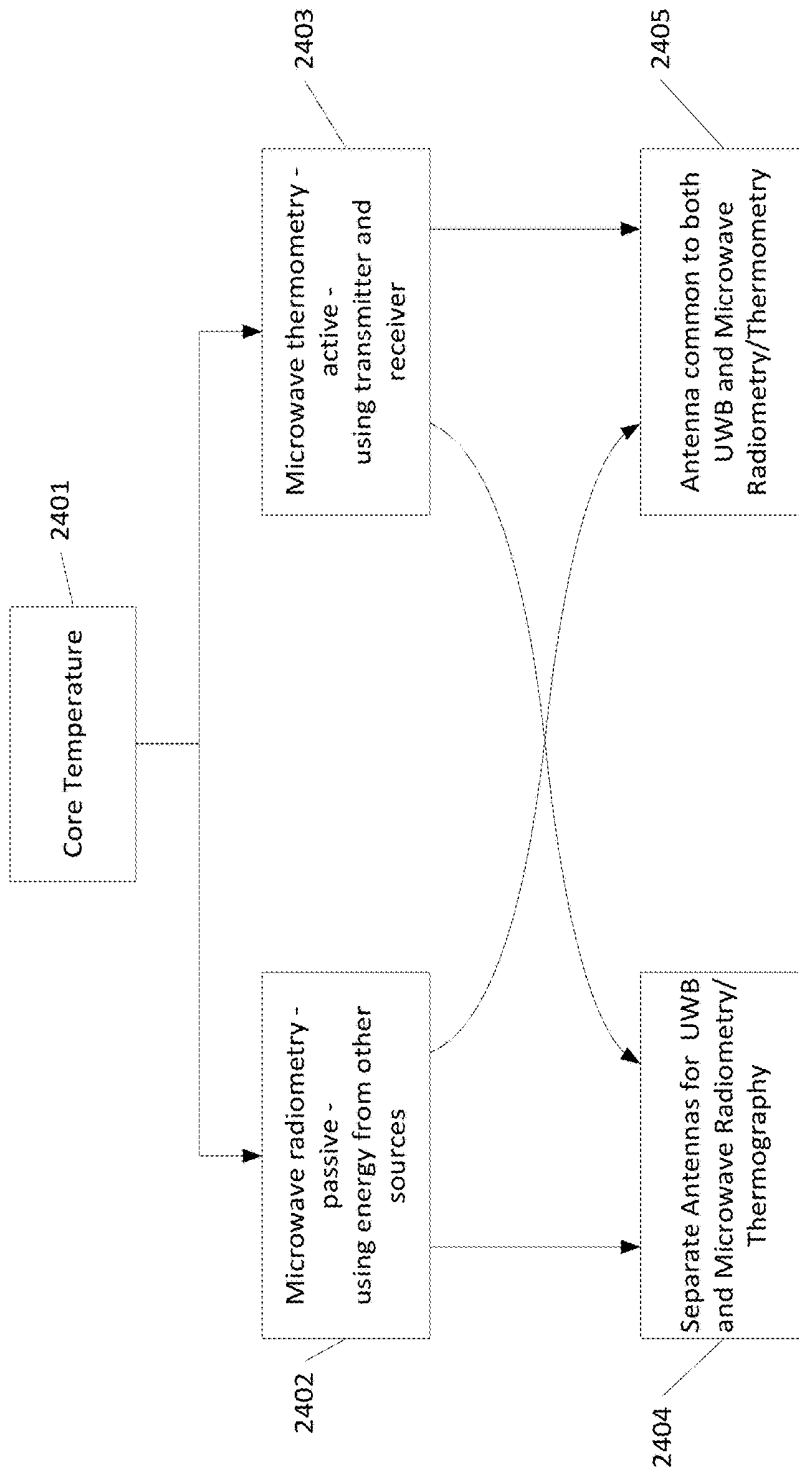 2401
Core Temperature
2402
Microwave radiometry -
passive -
using energy from other
sources
2403
Microwave thermometry -
active -
using transmitter and
receiver
2404
Separate Antennas for UWB
and Microwave Radiometry/
Thermography
2405
Antenna common to both
UWB and Microwave
Radiometry/Thermometry